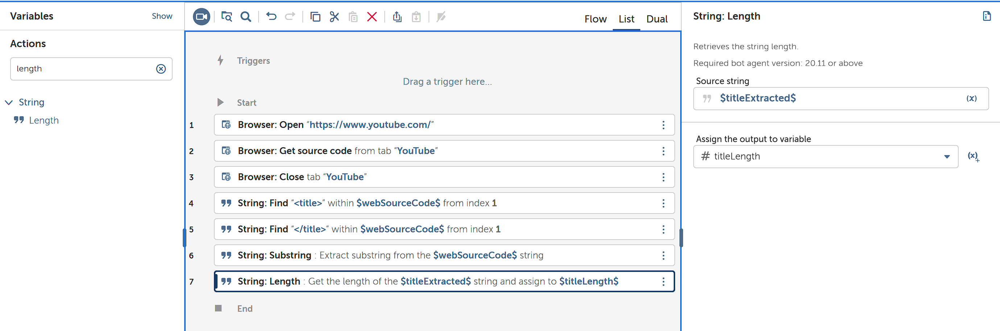 Variables
Show
Actions
length
String
Length
Flow
List
Dual
Triggers
Drag a trigger here...
Start
1 Browser: Open “https://www.youtube.com/”
2 Browser: Get source code from tab “YouTube”
3 Browser: Close tab “YouTube”
4 String: Find “<title>” within $webSourceCode$ from index 1
5 String: Find “</title>” within $webSourceCode$ from index 1
6 String: Substring : Extract substring from the $webSourceCode$ string
7 String: Length : Get the length of the $titleExtracted$ string and assign to $titleLength$
End
String: Length
Retrieves the string length.
Required bot agent version: 20.11 or above
Source string
$titleExtracted$ (x)
Assign the output to variable
# titleLength (x)+